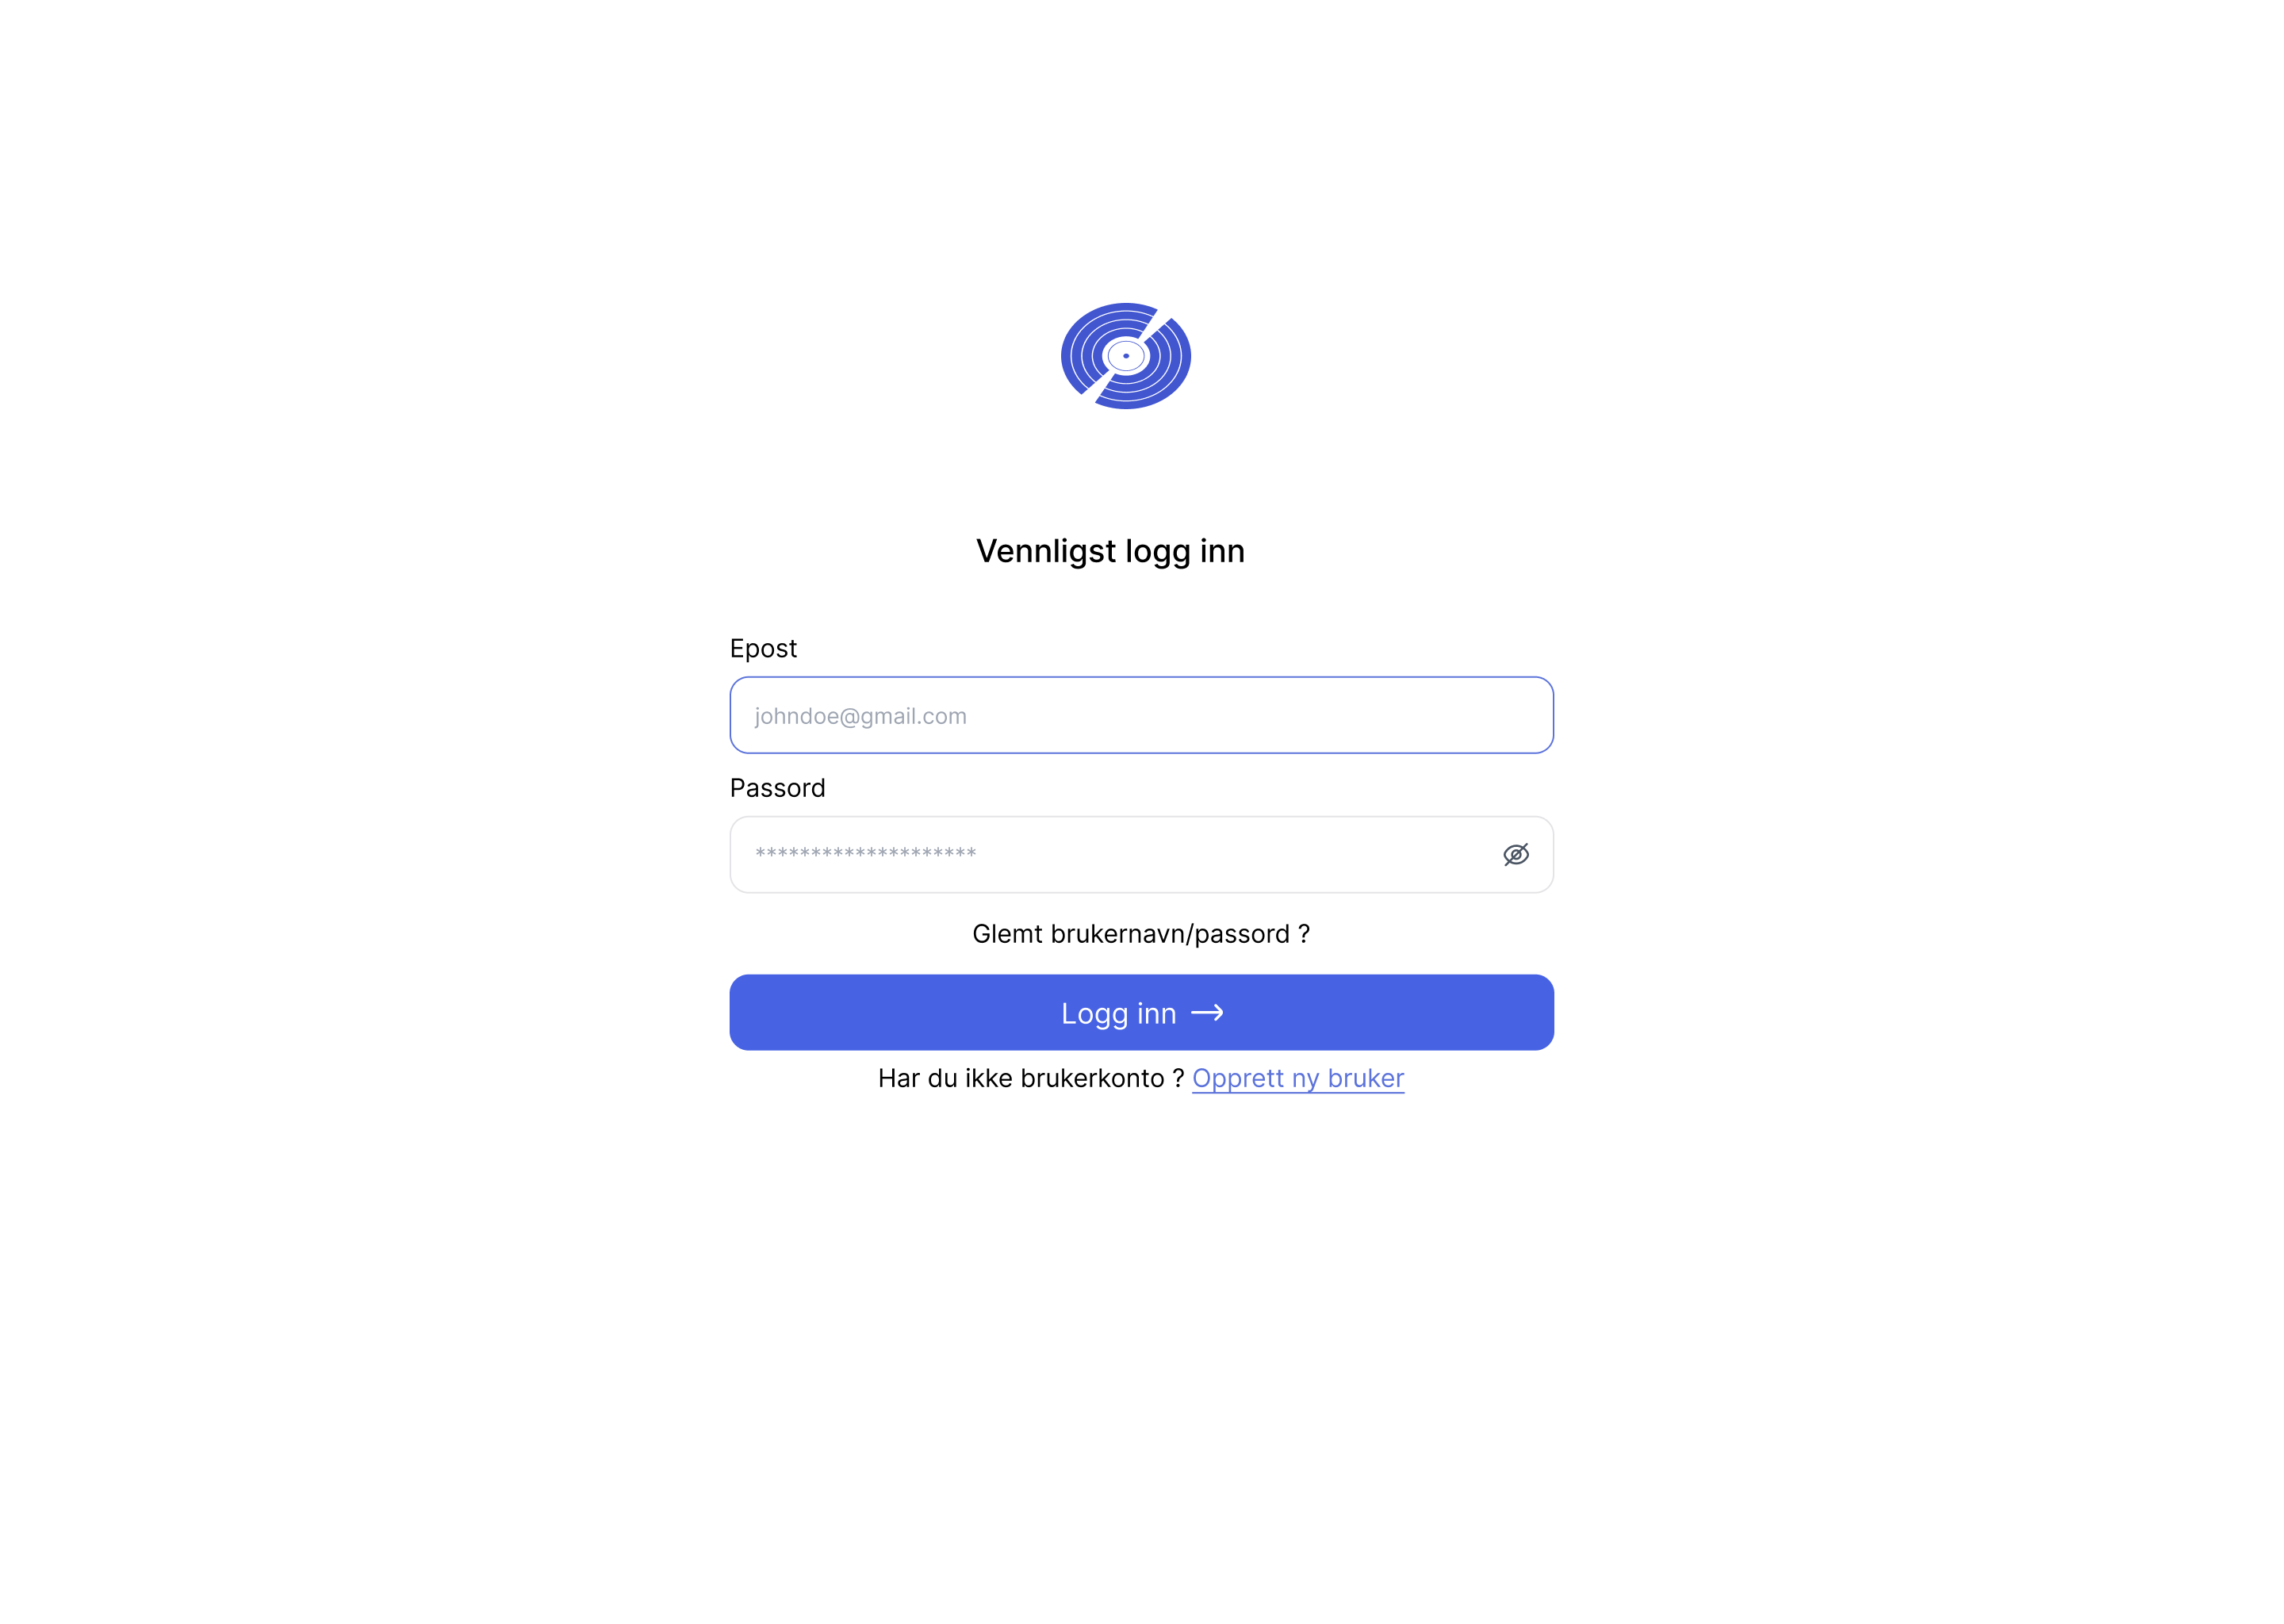 Vennligst logg inn
Epost
johndoe@gmail.com
Passord
********************
Glemt brukernavn/passord ?
Logg inn
Har du ikke brukerkonto ? Opprett ny bruker